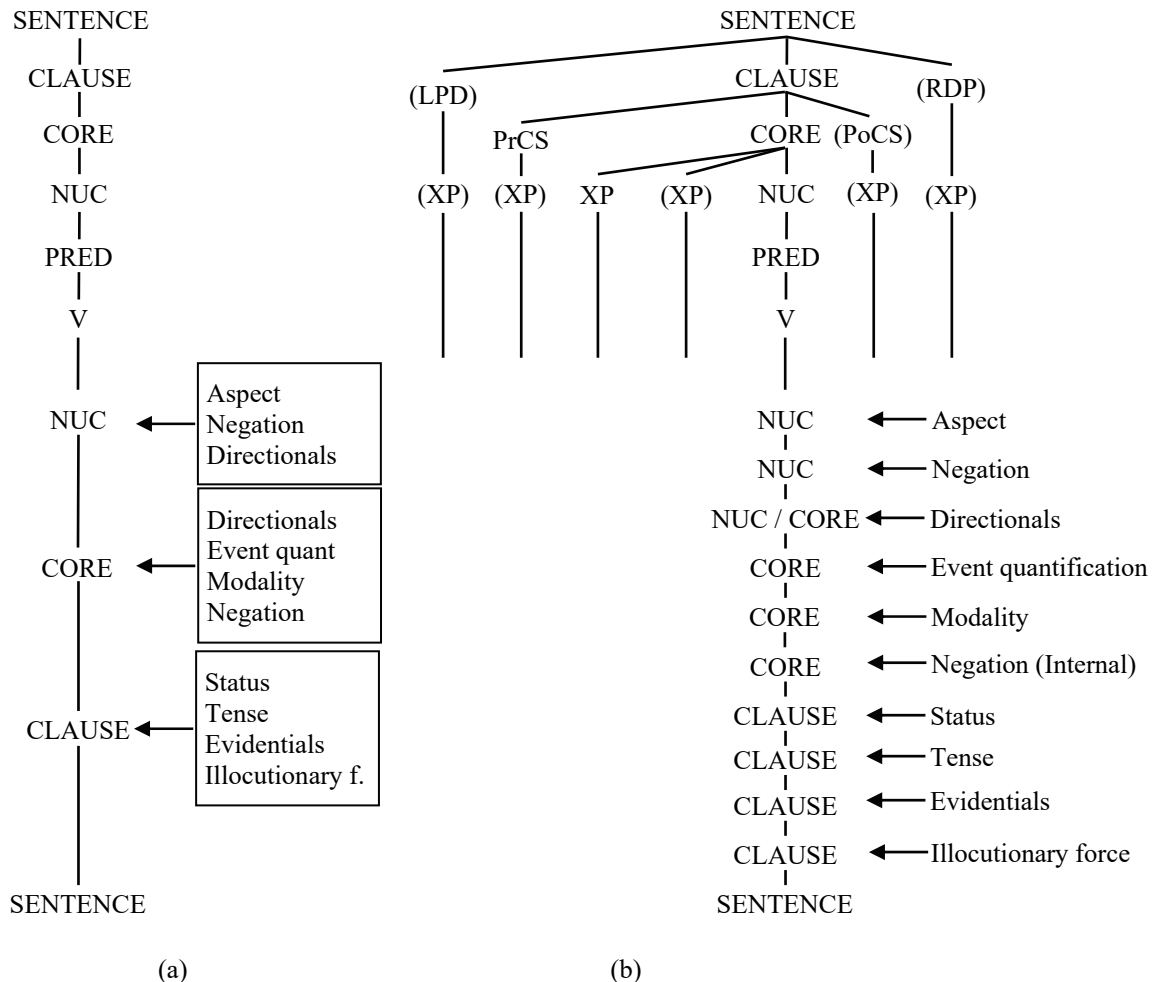 SENTENCE
CLAUSE
CORE
NUC
PRED
V
NUC
Aspect
Negation
Directionals
CORE
Directionals
Event quant
Modality
Negation
CLAUSE
Status
Tense
Evidentials
Illocutionary f.
SENTENCE
(a)
SENTENCE
(LPD) CLAUSE (RDP)
PrCS CORE (PoCS)
(XP) (XP) XP (XP) NUC (XP) (XP)
PRED
V
NUC Aspect
NUC Negation
NUC / CORE Directionals
CORE Event quantification
CORE Modality
CORE Negation (Internal)
CLAUSE Status
CLAUSE Tense
CLAUSE Evidentials
CLAUSE Illocutionary force
SENTENCE
(b)